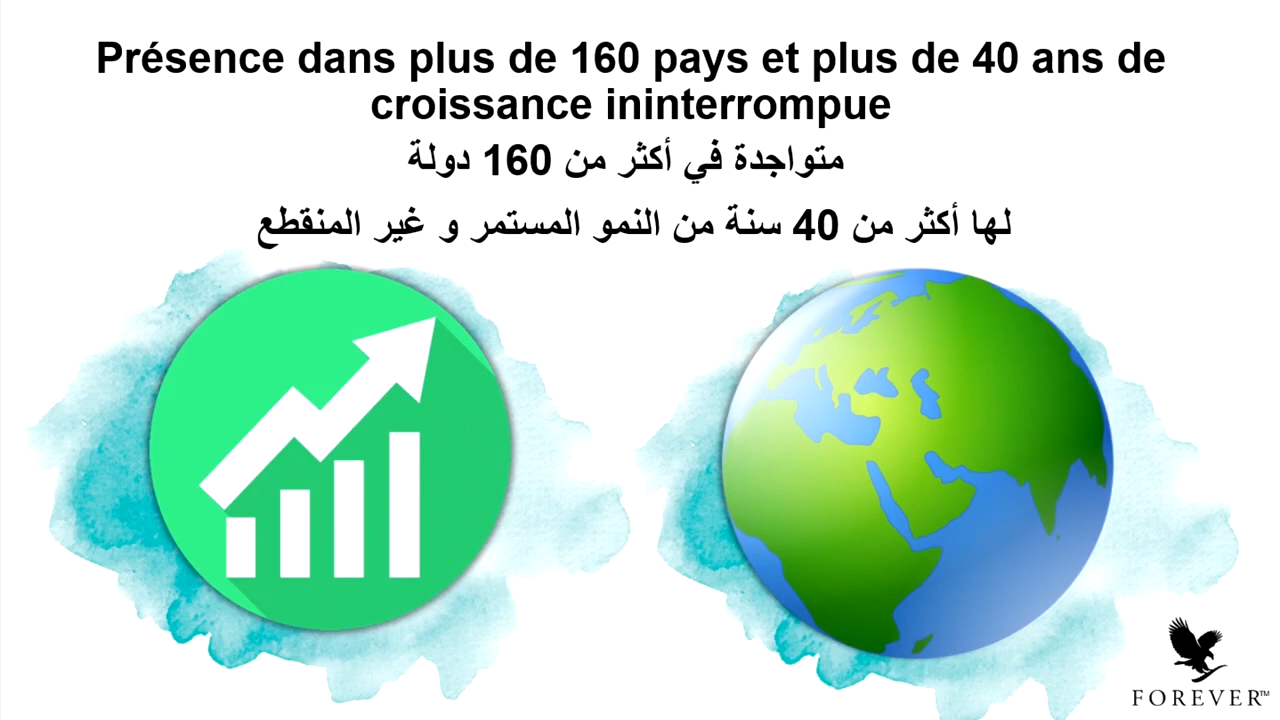 Présence dans plus de 160 pays et plus de 40 ans de
croissance ininterrompue
متواجدة في أكثر من 160 دولة
لها أكثر من 40 سنة من النمو المستمر و غير المنقطع
FOREVER™